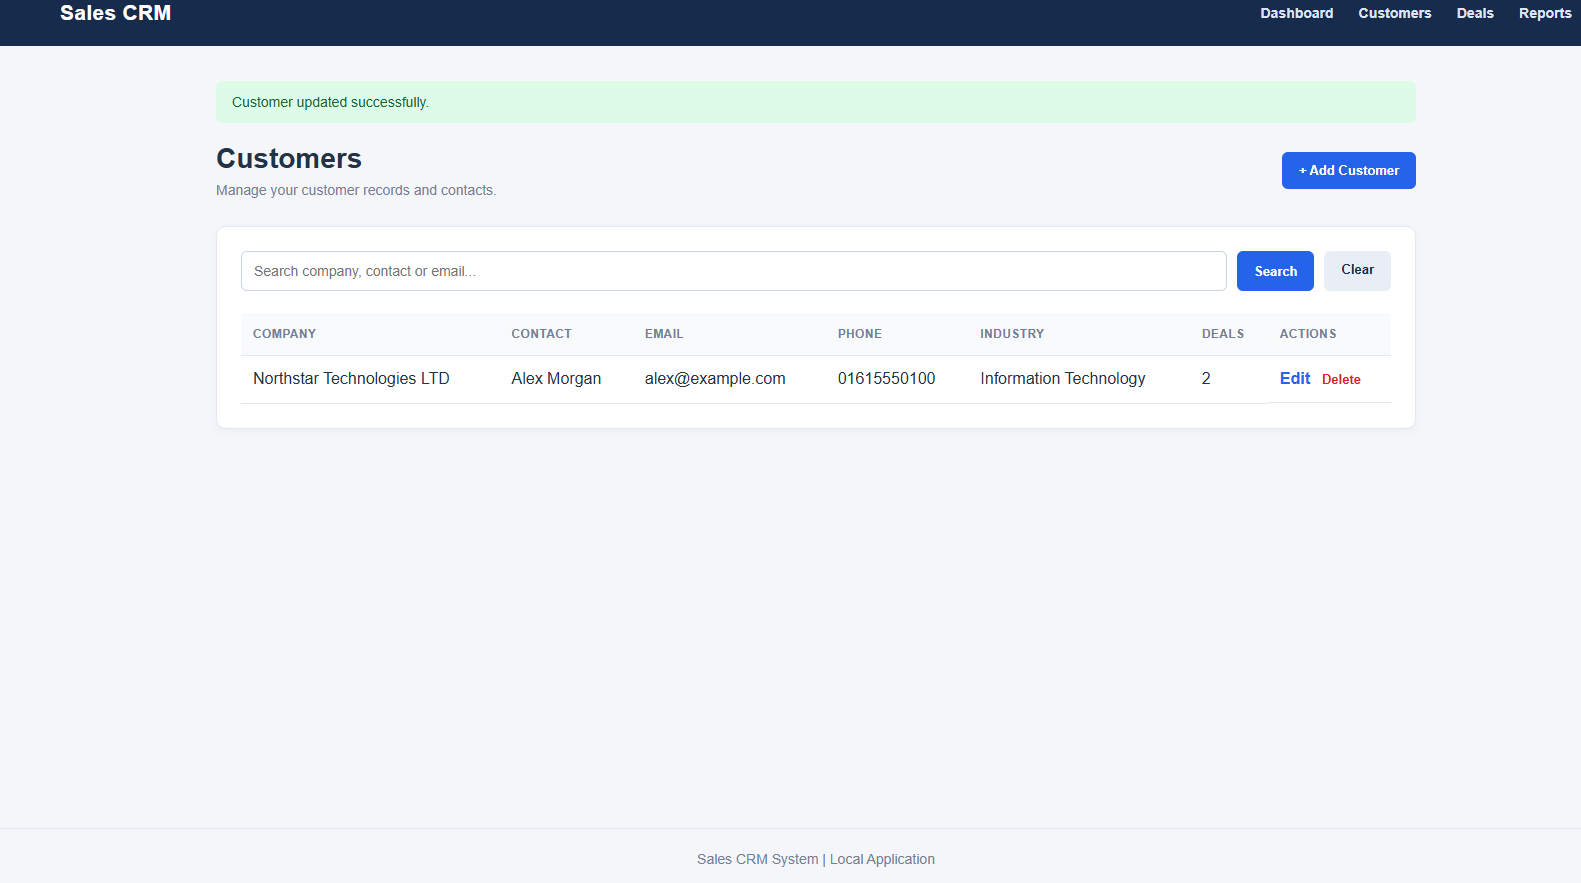 Sales CRM
Dashboard Customers Deals Reports
Customer updated successfully.
Customers
Manage your customer records and contacts.
+ Add Customer
Search company, contact or email... Search Clear
COMPANY CONTACT EMAIL PHONE INDUSTRY DEALS ACTIONS
Northstar Technologies LTD Alex Morgan alex@example.com 01615550100 Information Technology 2 Edit Delete
Sales CRM System | Local Application